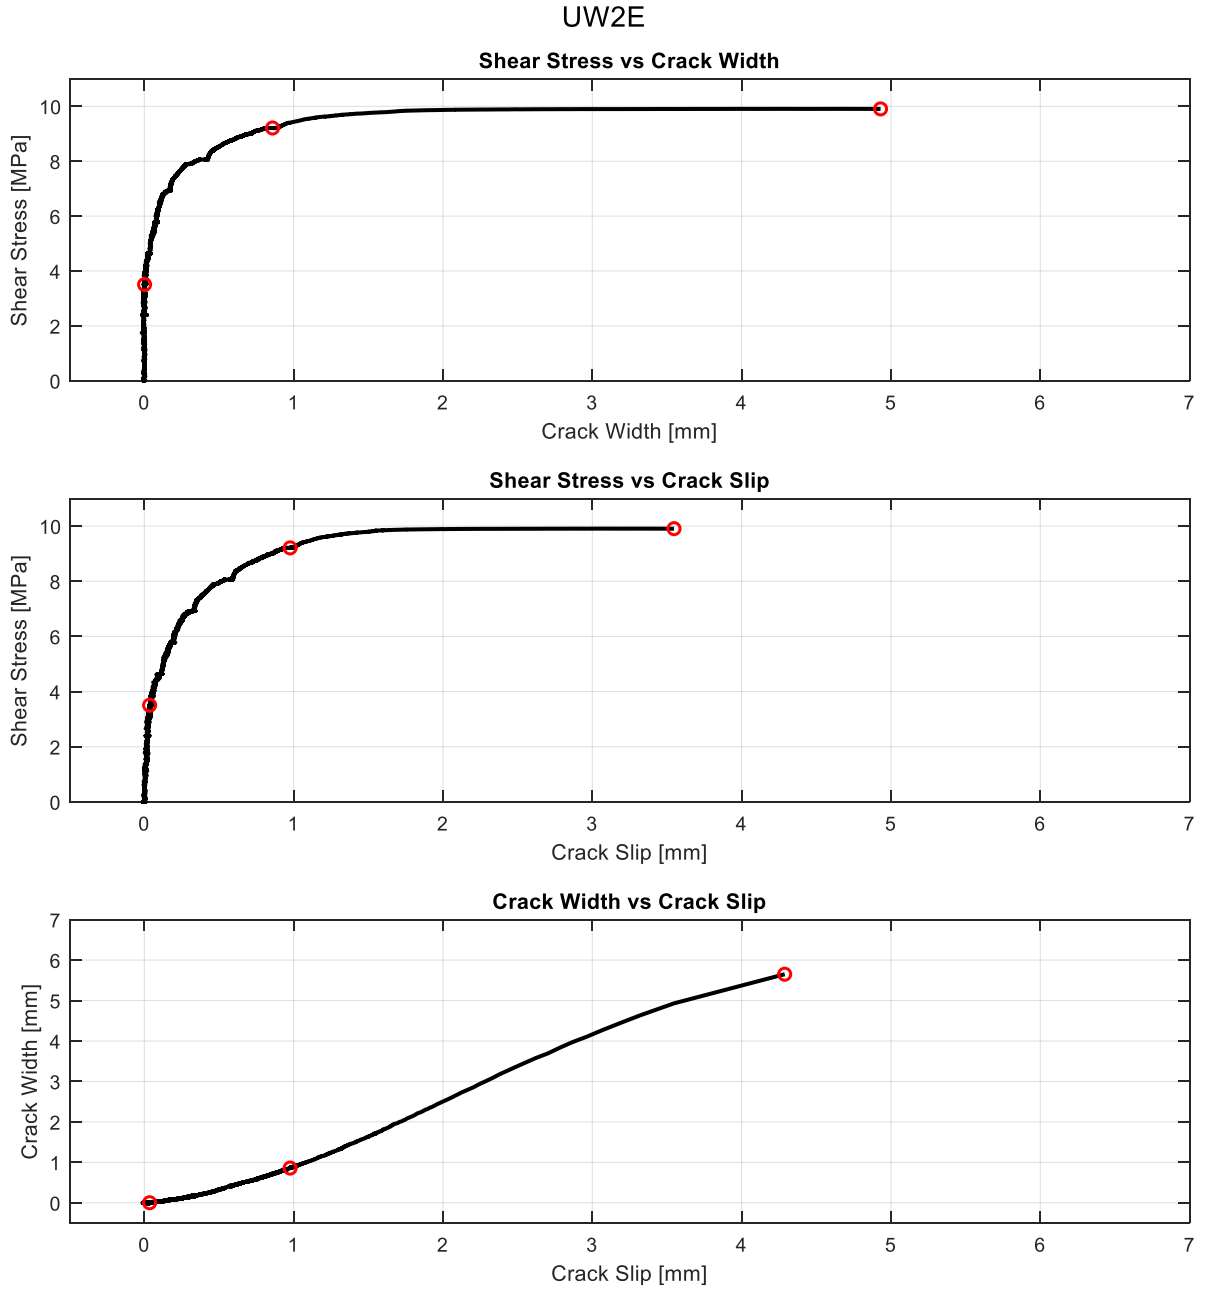 UW2E
Shear Stress vs Crack Width
Shear Stress [MPa]
10
8
6
4
2
0
0 1 2 3 4 5 6 7
Crack Width [mm]
Shear Stress vs Crack Slip
Shear Stress [MPa]
10
8
6
4
2
0
0 1 2 3 4 5 6 7
Crack Slip [mm]
Crack Width vs Crack Slip
Crack Width [mm]
7
6
5
4
3
2
1
0
0 1 2 3 4 5 6 7
Crack Slip [mm]